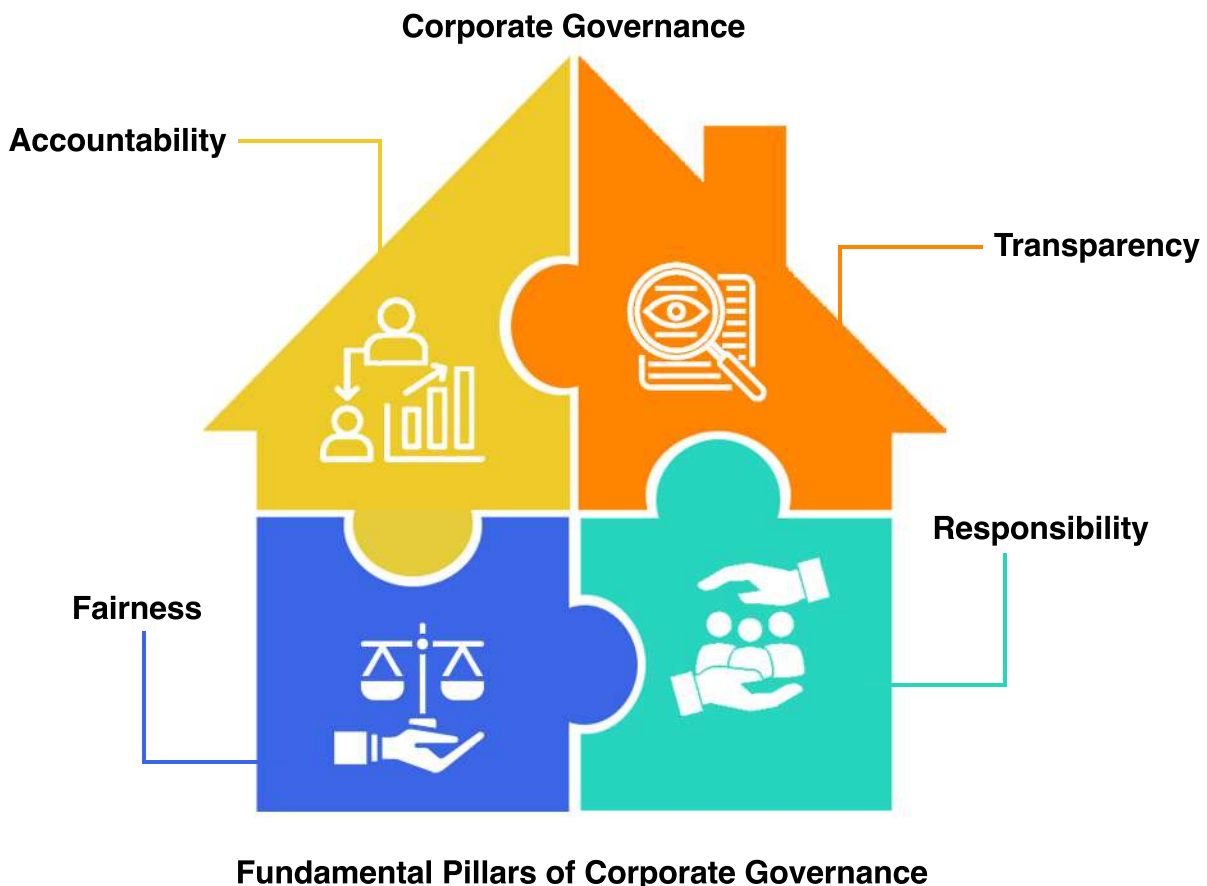 Corporate Governance
Accountability
Transparency
Responsibility
Fairness
Fundamental Pillars of Corporate Governance